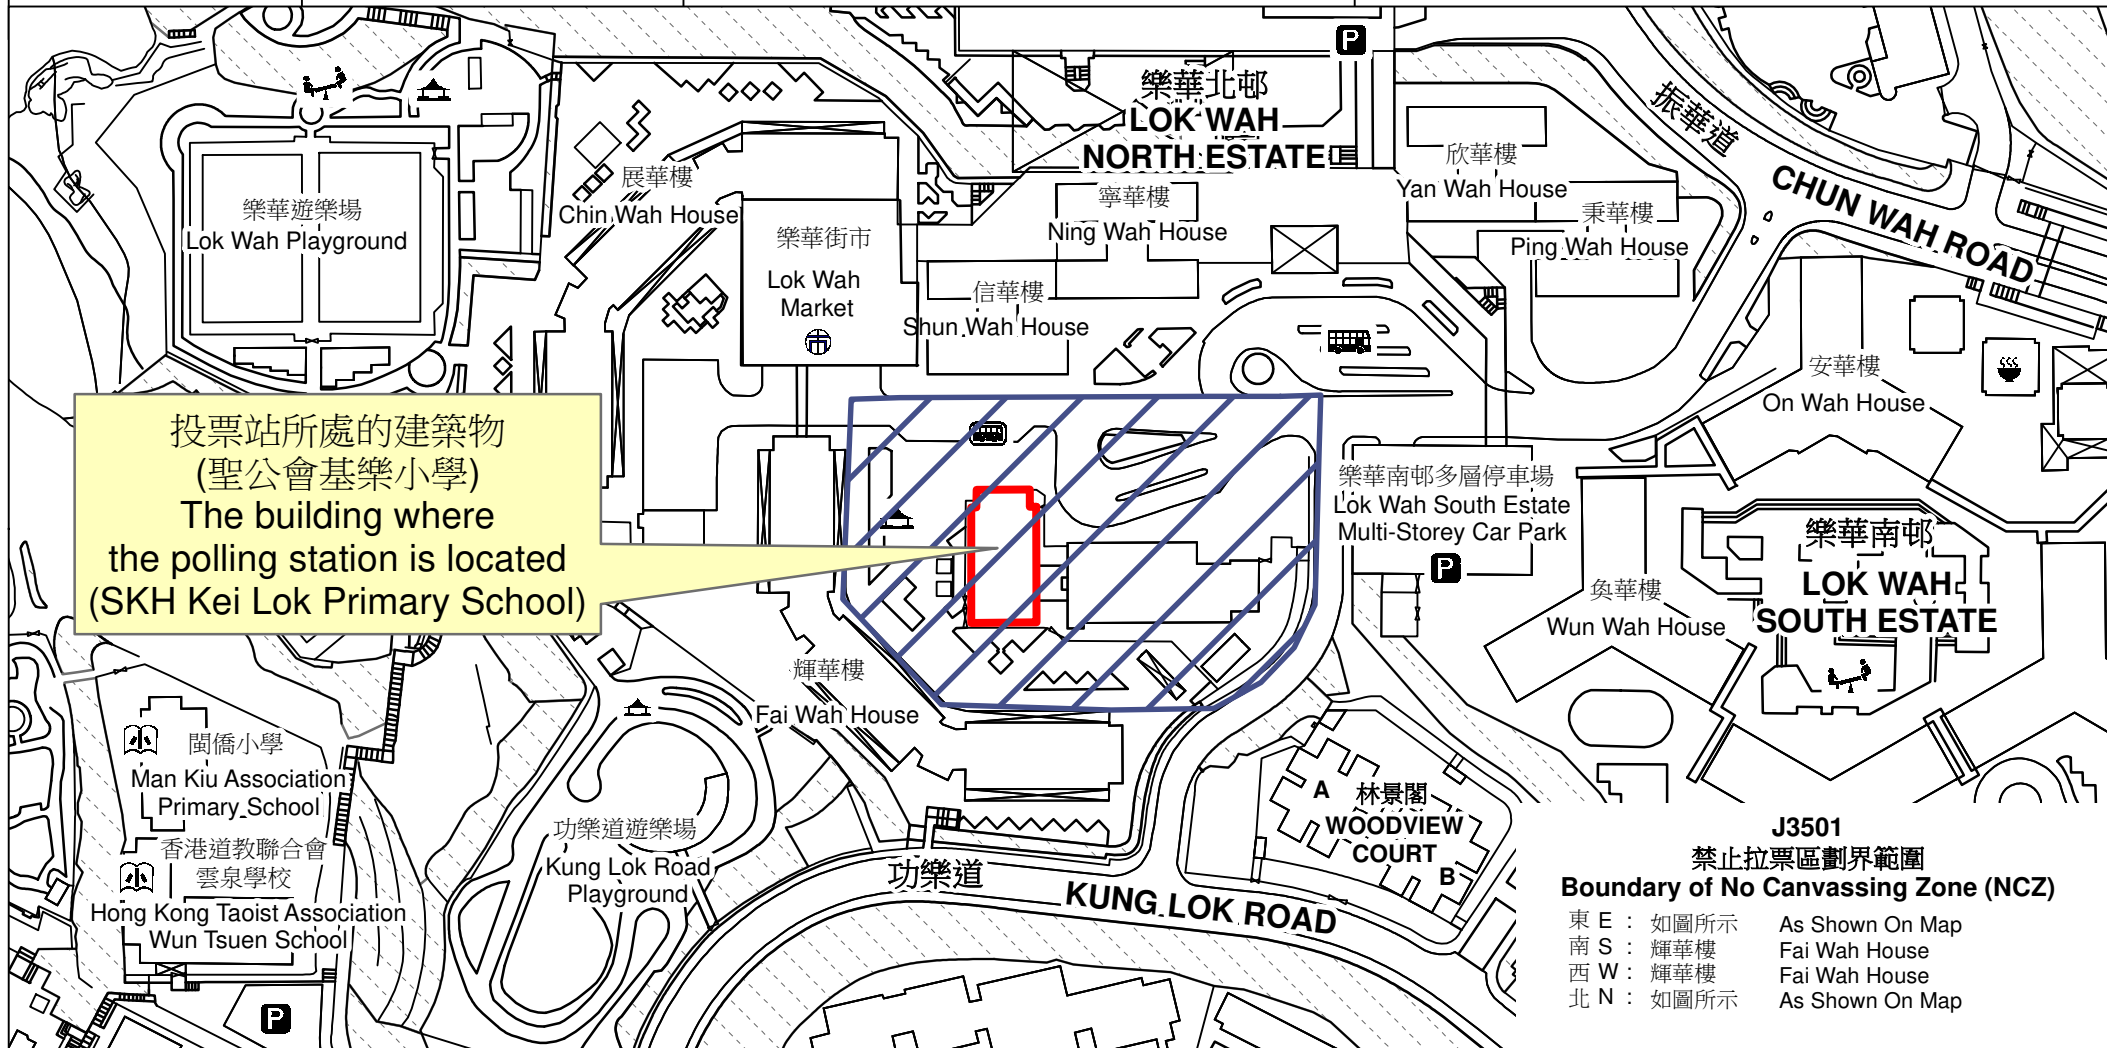 樂華北邨
LOK WAH
NORTH ESTATE
P
振華道
CHUN WAH ROAD
欣華樓
Yan Wah House
秉華樓
Ping Wah House
寧華樓
Ning Wah House
展華樓
Chin Wah House
樂華遊樂場
Lok Wah Playground
樂華街市
Lok Wah
Market
市
信華樓
Shun Wah House
安華樓
On Wah House
投票站所處的建築物
(聖公會基樂小學)
The building where
the polling station is located
(SKH Kei Lok Primary School)
樂華南邨多層停車場
Lok Wah South Estate
Multi-Storey Car Park
P
樂華南邨
LOK WAH
SOUTH ESTATE
奐華樓
Wun Wah House
輝華樓
Fai Wah House
閩僑小學
Man Kiu Association
Primary School
香港道教聯合會
雲泉學校
Hong Kong Taoist Association
Wun Tsuen School
P
功樂道遊樂場
Kung Lok Road
Playground
功樂道
KUNG LOK ROAD
A
林景閣
WOODVIEW
COURT
B
J3501
禁止拉票區劃界範圍
Boundary of No Canvassing Zone (NCZ)
東 E : 如圖所示 As Shown On Map
南 S : 輝華樓 Fai Wah House
西 W : 輝華樓 Fai Wah House
北 N : 如圖所示 As Shown On Map